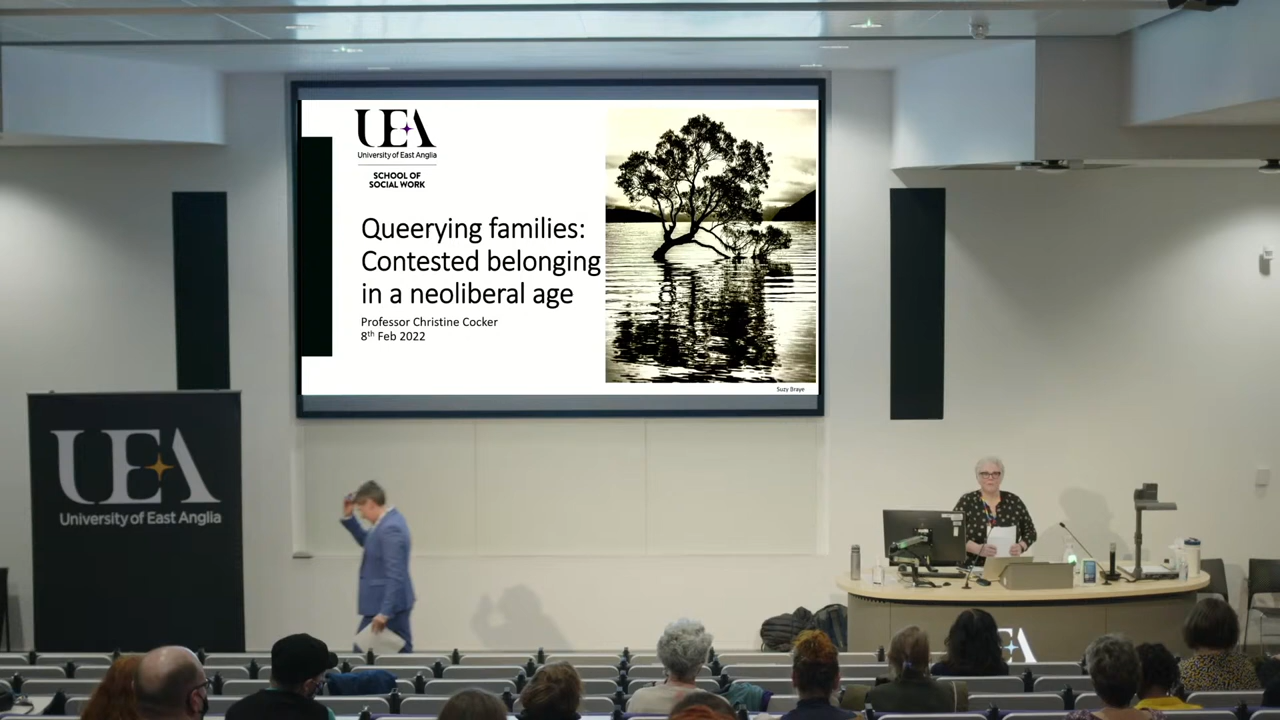 UEA
University of East Anglia
SCHOOL OF
SOCIAL WORK
Queerying families:
Contested belonging
in a neoliberal age
Professor Christine Cocker
8th Feb 2022
Suzy Braye
UEA
University of East Anglia